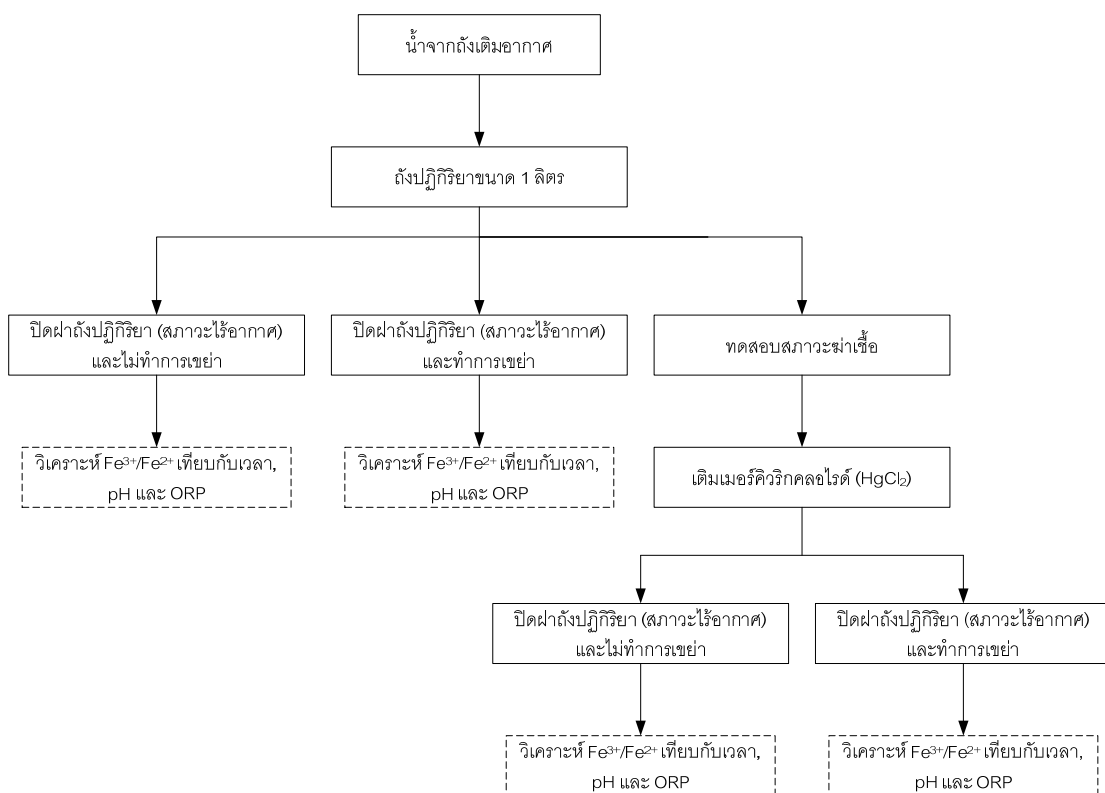 น้ำจากถังเติมอากาศ
ถังปฏิกิริยาขนาด 1 ลิตร
ปิดฝาถังปฏิกิริยา (สภาวะไร้อากาศ)
และไม่ทำการเขย่า
ปิดฝาถังปฏิกิริยา (สภาวะไร้อากาศ)
และทำการเขย่า
ทดสอบสภาวะฆ่าเชื้อ
วิเคราะห์ Fe³⁺/Fe²⁺ เทียบกับเวลา,
pH และ ORP
วิเคราะห์ Fe³⁺/Fe²⁺ เทียบกับเวลา,
pH และ ORP
เติมเมอร์คิวริกคลอไรด์ (HgCl₂)
ปิดฝาถังปฏิกิริยา (สภาวะไร้อากาศ)
และไม่ทำการเขย่า
ปิดฝาถังปฏิกิริยา (สภาวะไร้อากาศ)
และทำการเขย่า
วิเคราะห์ Fe³⁺/Fe²⁺ เทียบกับเวลา,
pH และ ORP
วิเคราะห์ Fe³⁺/Fe²⁺ เทียบกับเวลา,
pH และ ORP